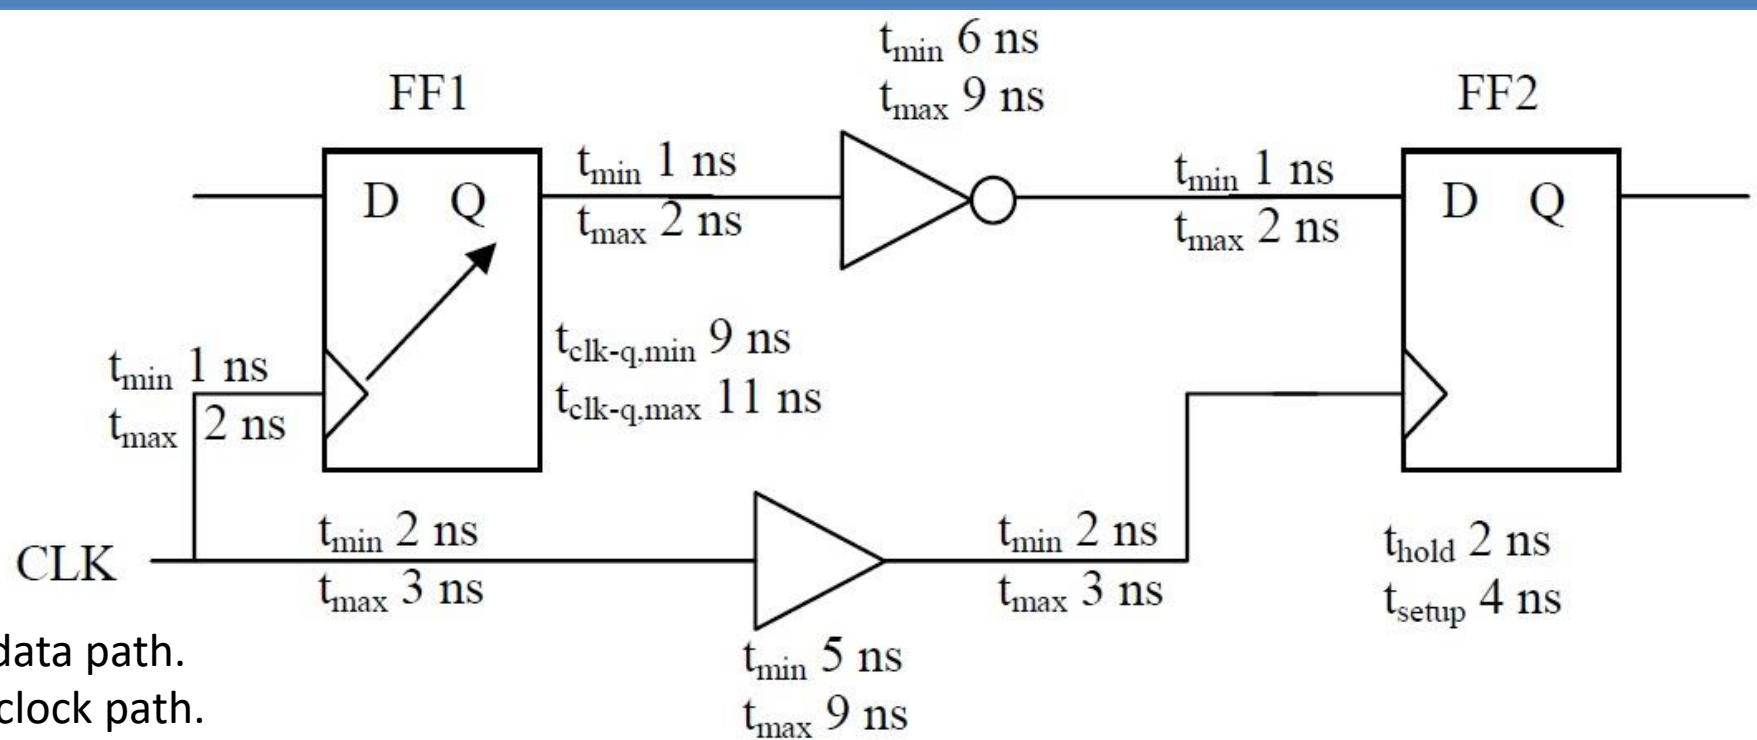 t_min 6 ns
t_max 9 ns
FF1
FF2
t_min 1 ns
t_max 2 ns
t_min 1 ns
t_max 2 ns
D Q
D Q
t_clk-q,min 9 ns
t_clk-q,max 11 ns
t_min 1 ns
t_max 2 ns
CLK
t_min 2 ns
t_max 3 ns
t_min 2 ns
t_max 3 ns
t_hold 2 ns
t_setup 4 ns
data path.
clock path.
t_min 5 ns
t_max 9 ns